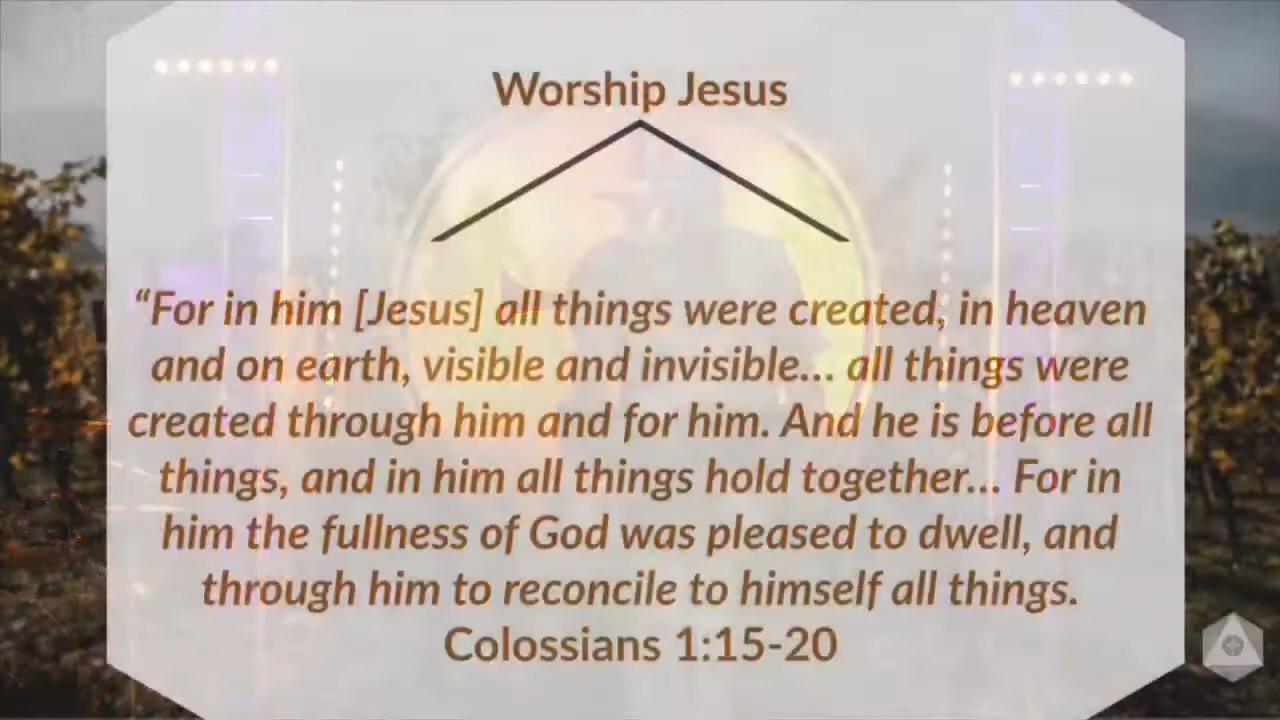 Worship Jesus
“For in him [Jesus] all things were created, in heaven
and on earth, visible and invisible... all things were
created through him and for him. And he is before all
things, and in him all things hold together... For in
him the fullness of God was pleased to dwell, and
through him to reconcile to himself all things.
Colossians 1:15-20